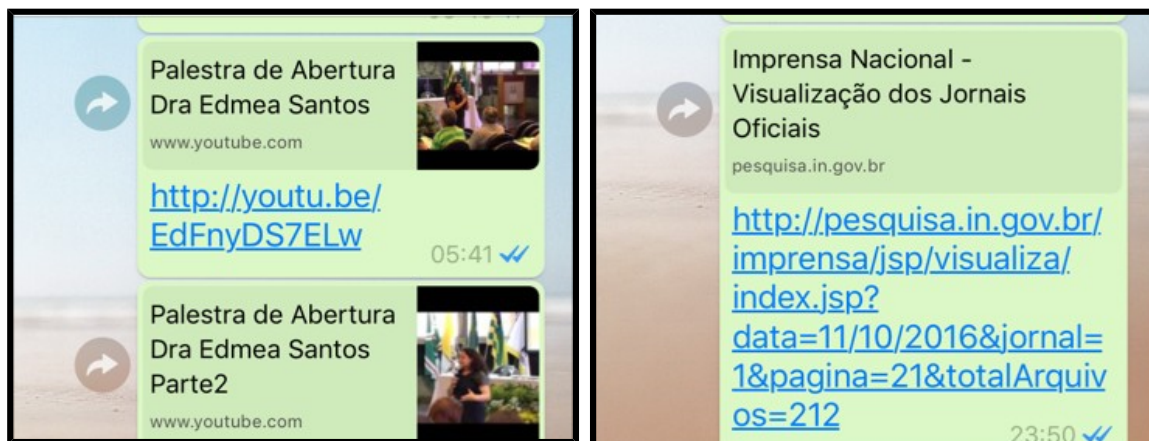 Palestra de Abertura
Dra Edmea Santos
www.youtube.com
http://youtu.be/
EdFnyDS7ELw
05:41
Palestra de Abertura
Dra Edmea Santos
Parte2
www.youtube.com
Imprensa Nacional -
Visualização dos Jornais
Oficiais
pesquisa.in.gov.br
http://pesquisa.in.gov.br/
imprensa/jsp/visualiza/
index.jsp?
data=11/10/2016&jornal=
1&pagina=21&totalArquiv
os=212
23:50